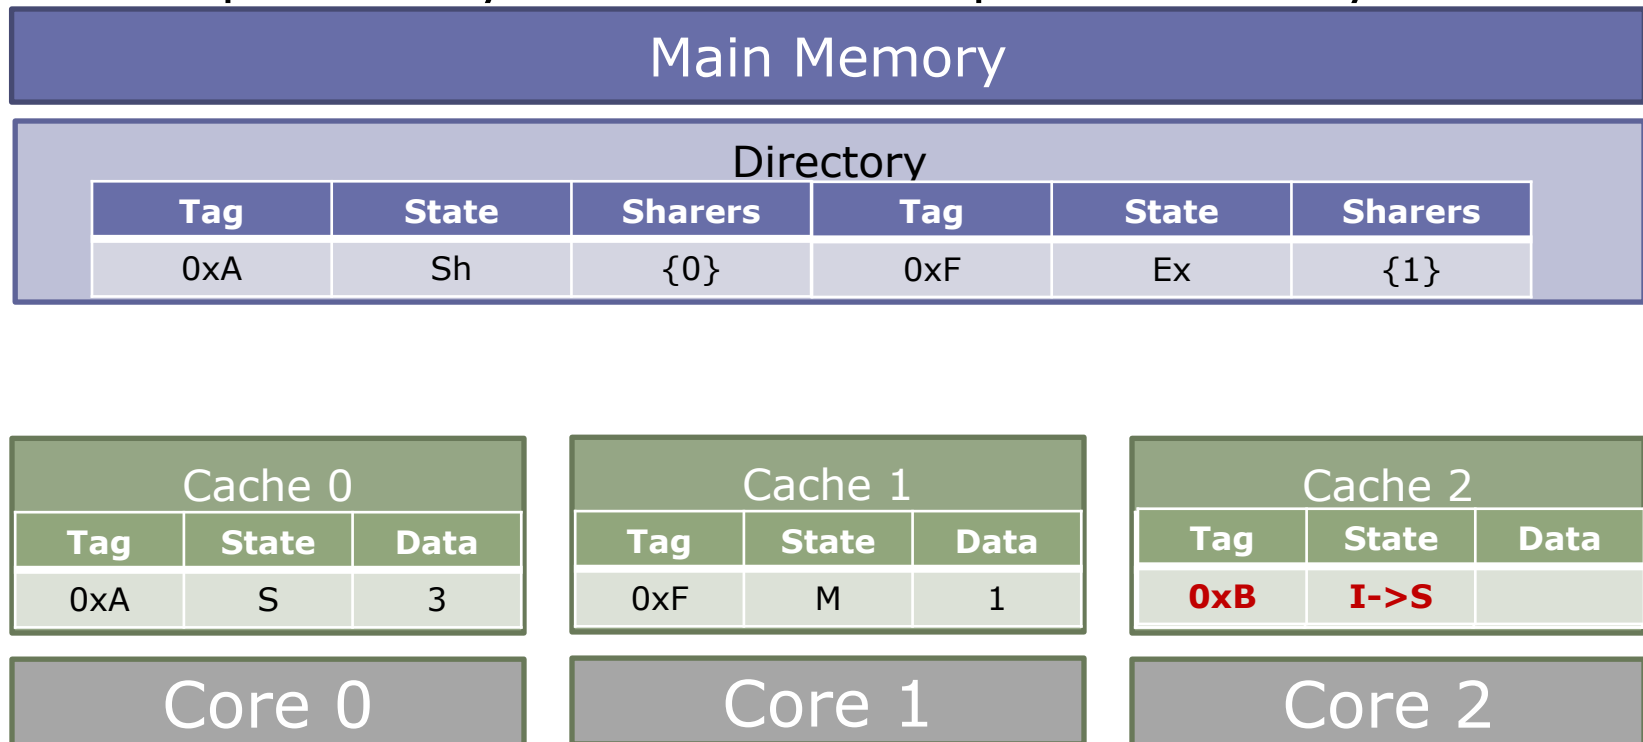 Main Memory
Directory
Tag State Sharers Tag State Sharers
0xA Sh {0} 0xF Ex {1}
Cache 0 Cache 1 Cache 2
Tag State Data Tag State Data Tag State Data
0xA S 3 0xF M 1 0xB I->S
Core 0 Core 1 Core 2